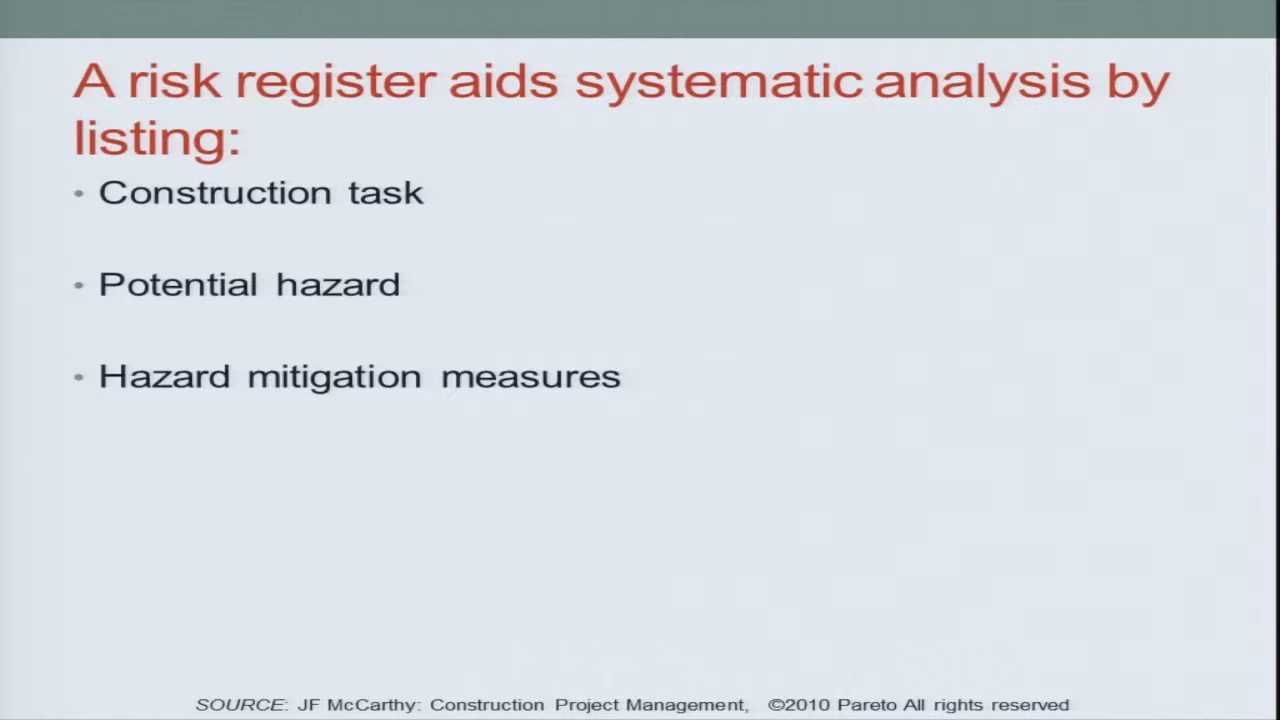 A risk register aids systematic analysis by
listing:
• Construction task
• Potential hazard
• Hazard mitigation measures
SOURCE: JF McCarthy: Construction Project Management, ©2010 Pareto All rights reserved